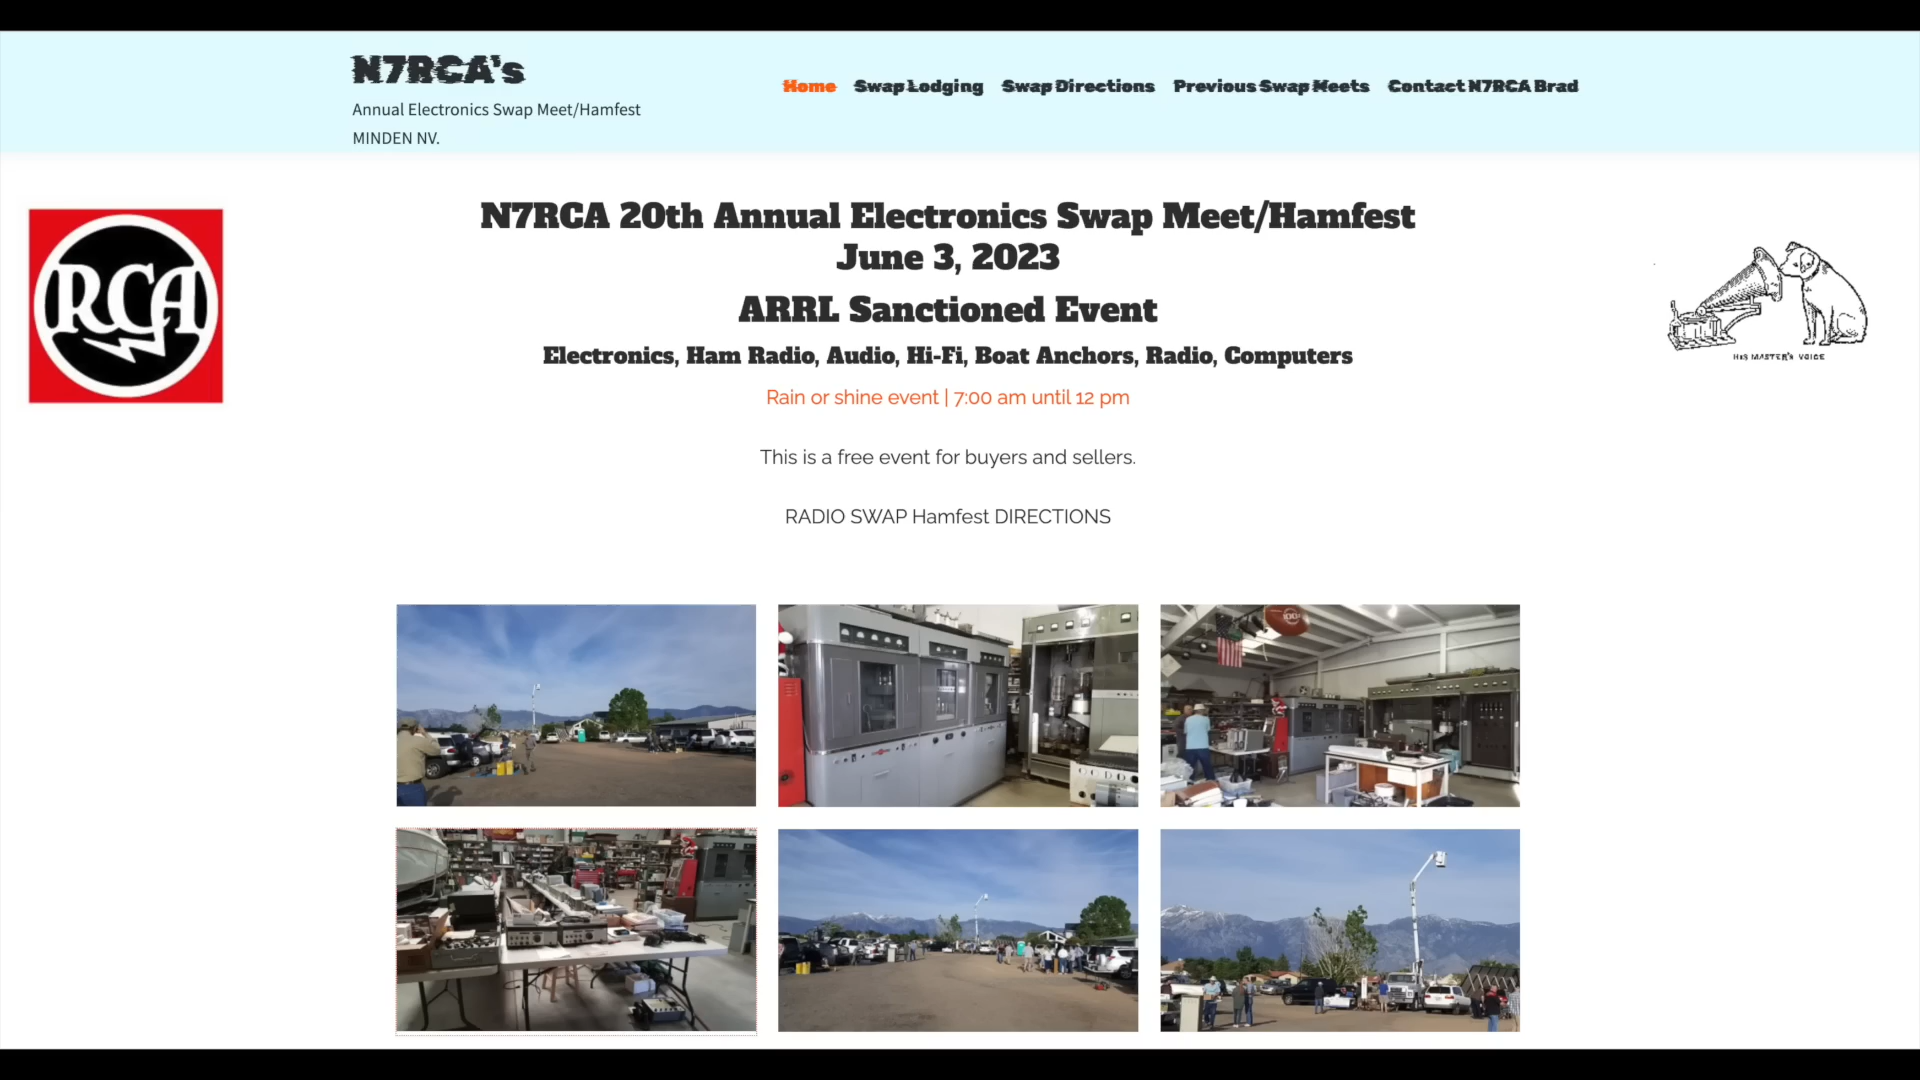 N7RCA's
Annual Electronics Swap Meet/Hamfest
MINDEN NV.
Home Swap Lodging Swap Directions Previous Swap Meets Contact N7RCA Brad
RCA
N7RCA 20th Annual Electronics Swap Meet/Hamfest
June 3, 2023
ARRL Sanctioned Event
Electronics, Ham Radio, Audio, Hi-Fi, Boat Anchors, Radio, Computers
Rain or shine event | 7:00 am until 12 pm
HIS MASTER'S VOICE
This is a free event for buyers and sellers.
RADIO SWAP Hamfest DIRECTIONS